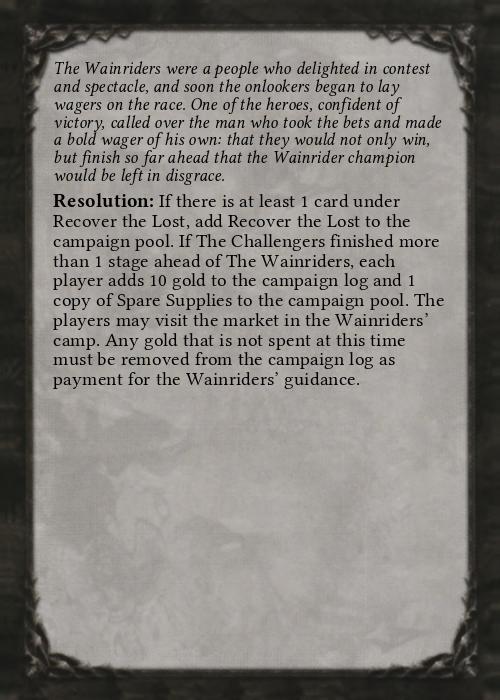 The Wainriders were a people who delighted in contest
and spectacle, and soon the onlookers began to lay
wagers on the race. One of the heroes, confident of
victory, called over the man who took the bets and made
a bold wager of his own: that they would not only win,
but finish so far ahead that the Wainrider champion
would be left in disgrace.
Resolution: If there is at least 1 card under
Recover the Lost, add Recover the Lost to the
campaign pool. If The Challengers finished more
than 1 stage ahead of The Wainriders, each
player adds 10 gold to the campaign log and 1
copy of Spare Supplies to the campaign pool. The
players may visit the market in the Wainriders’
camp. Any gold that is not spent at this time
must be removed from the campaign log as
payment for the Wainriders’ guidance.